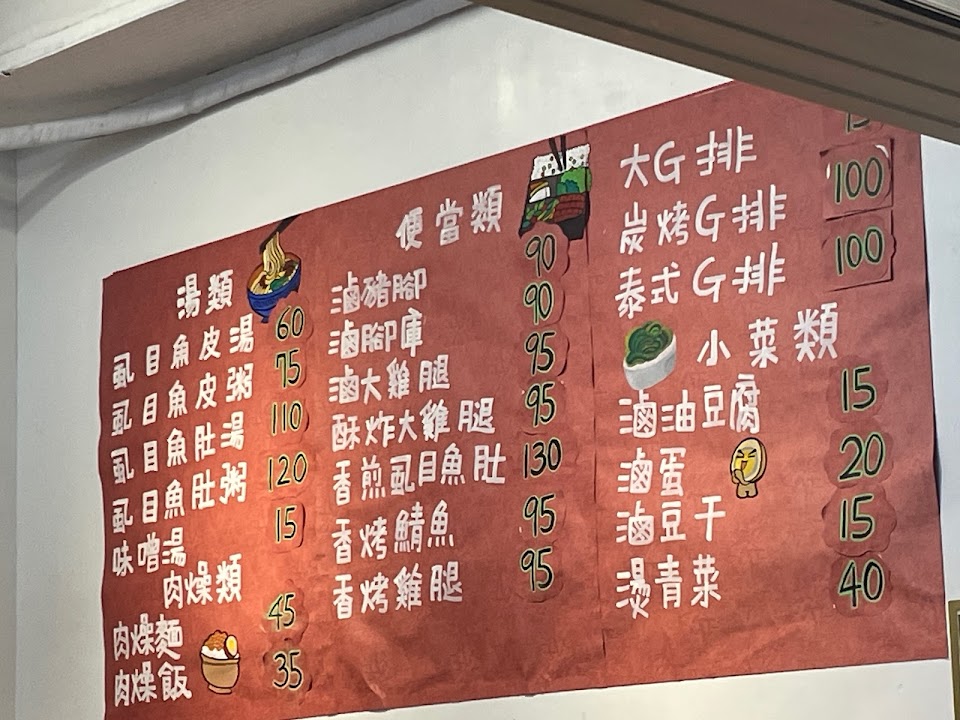 湯類
虱目魚皮湯 60
虱目魚皮粥 75
虱目魚肚湯 110
虱目魚肚粥 120
味噌湯 15
肉燥類
肉燥麵 45
肉燥飯 35
便當類
滷豬腳 90
滷腳庫 90
滷大雞腿 95
酥炸大雞腿 95
香煎虱目魚肚 130
香烤鯖魚 95
香烤雞腿 95
大G排
炭烤G排 100
泰式G排 100
小菜類
滷油豆腐 15
滷蛋 20
滷豆干 15
燙青菜 40